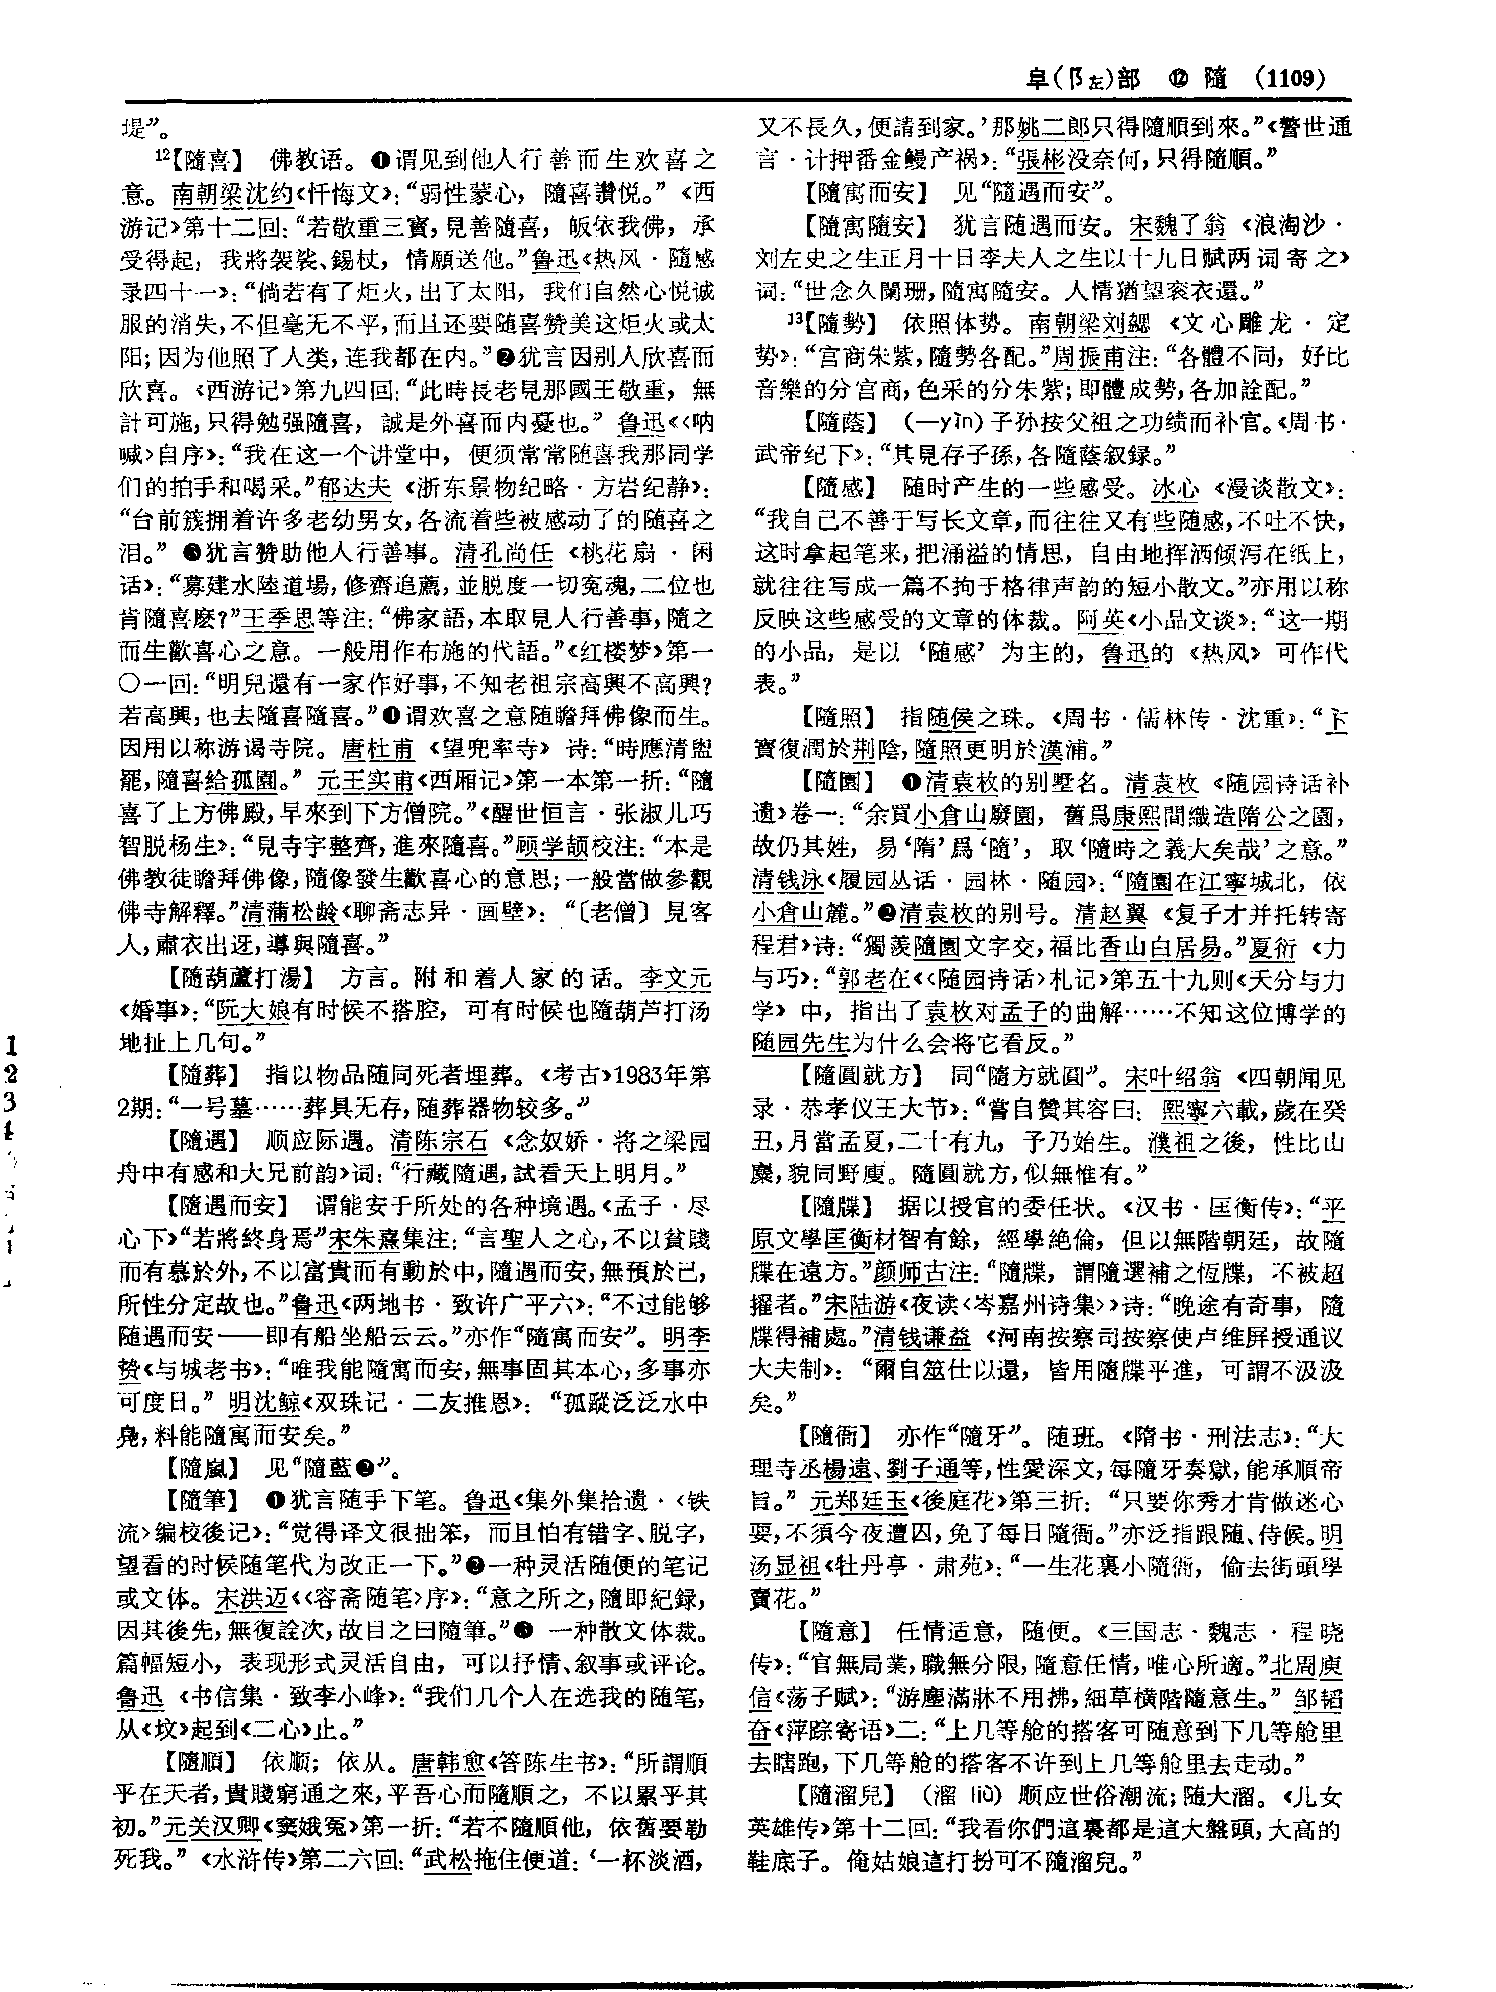 阜(阝左)部 ⑫ 隨 (1109)
堤”。
12【隨喜】 佛教语。❶谓见到他人行善而生欢喜之
意。南朝梁沈约《忏悔文》：“弱性蒙心，隨喜讚悦。”《西
游记》第十二回：“若敬重三寳，見善隨喜，皈依我佛，承
受得起，我將袈裟、錫杖，情願送他。”鲁迅《热风·隨感
录四十一》：“倘若有了炬火，出了太阳，我们自然心悦诚
服的消失，不但毫无不平，而且还要随喜赞美这炬火或太
阳；因为他照了人类，连我都在内。”❷犹言因别人欣喜而
欣喜。《西游记》第九四回：“此時長老見那國王敬重，無
計可施，只得勉强隨喜，誠是外喜而内憂也。”鲁迅《〈呐
喊〉自序》：“我在这一个讲堂中，便须常常随喜我那同学
们的拍手和喝采。”郁达夫《浙东景物纪略·方岩纪静》：
“台前簇拥着许多老幼男女，各流着些被感动了的随喜之
泪。”❸犹言赞助他人行善事。清孔尚任《桃花扇·闲
话》：“募建水陸道場，修齋追薦，並脱度一切寃魂，二位也
肯隨喜麽？”王季思等注：“佛家語，本取見人行善事，隨之
而生歡喜心之意。一般用作布施的代語。”《红楼梦》第一
〇一回：“明兒還有一家作好事，不知老祖宗高興不高興？
若高興，也去隨喜隨喜。”❹谓欢喜之意随瞻拜佛像而生。
因用以称游谒寺院。唐杜甫《望兜率寺》诗：“時應清盥
罷，隨喜給孤園。”元王实甫《西厢记》第一本第一折：“隨
喜了上方佛殿，早來到下方僧院。”《醒世恒言·张淑儿巧
智脱杨生》：“見寺宇整齊，進來隨喜。”顾学颉校注：“本是
佛教徒瞻拜佛像，隨像發生歡喜心的意思；一般當做參觀
佛寺解釋。”清蒲松龄《聊斋志异·画壁》：“〔老僧〕見客
人，肅衣出迓，導與隨喜。”
【隨葫蘆打湯】 方言。附和着人家的话。李文元
《婚事》：“阮大娘有时候不搭腔，可有时候也隨葫芦打汤
地扯上几句。”
【隨葬】 指以物品随同死者埋葬。《考古》1983年第
2期：“一号墓……葬具无存，随葬器物较多。”
【隨遇】 顺应际遇。清陈宗石《念奴娇·将之梁园
舟中有感和大兄前韵》词：“行藏隨遇，試看天上明月。”
【隨遇而安】 谓能安于所处的各种境遇。《孟子·尽
心下》“若將終身焉”宋朱熹集注：“言聖人之心，不以貧賤
而有慕於外，不以富貴而有動於中，隨遇而安，無預於己，
所性分定故也。”鲁迅《两地书·致许广平六》：“不过能够
随遇而安——即有船坐船云云。”亦作“隨寓而安”。明李
贽《与城老书》：“唯我能隨寓而安，無事固其本心，多事亦
可度日。”明沈鲸《双珠记·二友推恩》：“孤蹤泛泛水中
鳧，料能隨寓而安矣。”
【隨嵐】 见“隨藍❷”。
【隨筆】 ❶犹言随手下笔。鲁迅《集外集拾遗·〈铁
流〉编校後记》：“觉得译文很拙笨，而且怕有错字、脱字，
望看的时候随笔代为改正一下。”❷一种灵活随便的笔记
或文体。宋洪迈《〈容斋随笔〉序》：“意之所之，隨即紀録，
因其後先，無復詮次，故目之曰隨筆。”❸ 一种散文体裁。
篇幅短小，表现形式灵活自由，可以抒情、叙事或评论。
鲁迅《书信集·致李小峰》：“我们几个人在选我的随笔，
从《坟》起到《二心》止。”
【隨順】 依顺；依从。唐韩愈《答陈生书》：“所謂順
乎在天者，貴賤窮通之來，平吾心而隨順之，不以累乎其
初。”元关汉卿《窦娥冤》第一折：“若不隨順他，依舊要勒
死我。”《水浒传》第二六回：“武松拖住便道：‘一杯淡酒，
又不長久，便請到家。’那姚二郎只得隨順到來。”《警世通
言·计押番金鳗产祸》：“張彬没奈何，只得隨順。”
【隨寓而安】 见“隨遇而安”。
【隨寓隨安】 犹言随遇而安。宋魏了翁《浪淘沙·
刘左史之生正月十日李夫人之生以十九日赋两词寄之》
词：“世念久闌珊，隨寓隨安。人情猶望衮衣還。”
13【隨勢】 依照体势。南朝梁刘勰《文心雕龙·定
势》：“宫商朱紫，隨勢各配。”周振甫注：“各體不同，好比
音樂的分宫商，色采的分朱紫；即體成勢，各加詮配。”
【隨蔭】 （—yìn）子孙按父祖之功绩而补官。《周书·
武帝纪下》：“其見存子孫，各隨蔭叙録。”
【隨感】 随时产生的一些感受。冰心《漫谈散文》：
“我自己不善于写长文章，而往往又有些随感，不吐不快，
这时拿起笔来，把涌溢的情思，自由地挥洒倾泻在纸上，
就往往写成一篇不拘于格律声韵的短小散文。”亦用以称
反映这些感受的文章的体裁。阿英《小品文谈》：“这一期
的小品，是以‘随感’为主的，鲁迅的《热风》可作代
表。”
【隨照】 指随侯之珠。《周书·儒林传·沈重》：“卞
寳復潤於荆陰，隨照更明於漢浦。”
【隨園】 ❶清袁枚的别墅名。清袁枚《随园诗话补
遗》卷一：“余買小倉山廢園，舊爲康熙間織造隋公之園，
故仍其姓，易‘隋’爲‘隨’，取‘隨時之義大矣哉’之意。”
清钱泳《履园丛话·园林·随园》：“隨園在江寧城北，依
小倉山麓。”❷清袁枚的别号。清赵翼《复子才并托转寄
程君》诗：“獨羡隨園文字交，福比香山白居易。”夏衍《力
与巧》：“郭老在《〈随园诗话〉札记》第五十九则《天分与力
学》中，指出了袁枚对孟子的曲解……不知这位博学的
随园先生为什么会将它看反。”
【隨圓就方】 同“隨方就圓”。宋叶绍翁《四朝闻见
录·恭孝仪王大节》：“嘗自贊其容曰：熙寧六載，歲在癸
丑，月當孟夏，二十有九，予乃始生。濮祖之後，性比山
麋，貌同野麌。隨圓就方，似無惟有。”
【隨牒】 据以授官的委任状。《汉书·匡衡传》：“平
原文學匡衡材智有餘，經學絶倫，但以無階朝廷，故隨
牒在遠方。”颜师古注：“隨牒，謂隨選補之恆牒，不被超
擢者。”宋陆游《夜读〈岑嘉州诗集〉》诗：“晚途有奇事，隨
牒得補處。”清钱谦益《河南按察司按察使卢维屏授通议
大夫制》：“爾自筮仕以還，皆用隨牒平進，可謂不汲汲
矣。”
【隨衙】 亦作“隨牙”。随班。《隋书·刑法志》：“大
理寺丞楊遠、劉子通等，性愛深文，每隨牙奏獄，能承順帝
旨。”元郑廷玉《後庭花》第三折：“只要你秀才肯做迷心
耍，不須今夜遭囚，免了每日隨衙。”亦泛指跟随、侍候。明
汤显祖《牡丹亭·肃苑》：“一生花裏小隨衙，偷去街頭學
賣花。”
【隨意】 任情适意，随便。《三国志·魏志·程晓
传》：“官無局業，職無分限，隨意任情，唯心所適。”北周庾
信《荡子赋》：“游塵滿牀不用拂，細草横階隨意生。”邹韬
奋《萍踪寄语》二：“上几等舱的搭客可随意到下几等舱里
去瞎跑，下几等舱的搭客不许到上几等舱里去走动。”
【隨溜兒】 （溜 liù）顺应世俗潮流；随大溜。《儿女
英雄传》第十二回：“我看你們這裏都是這大盤頭，大高的
鞋底子。俺姑娘這打扮可不隨溜兒。”
1
2
3
4